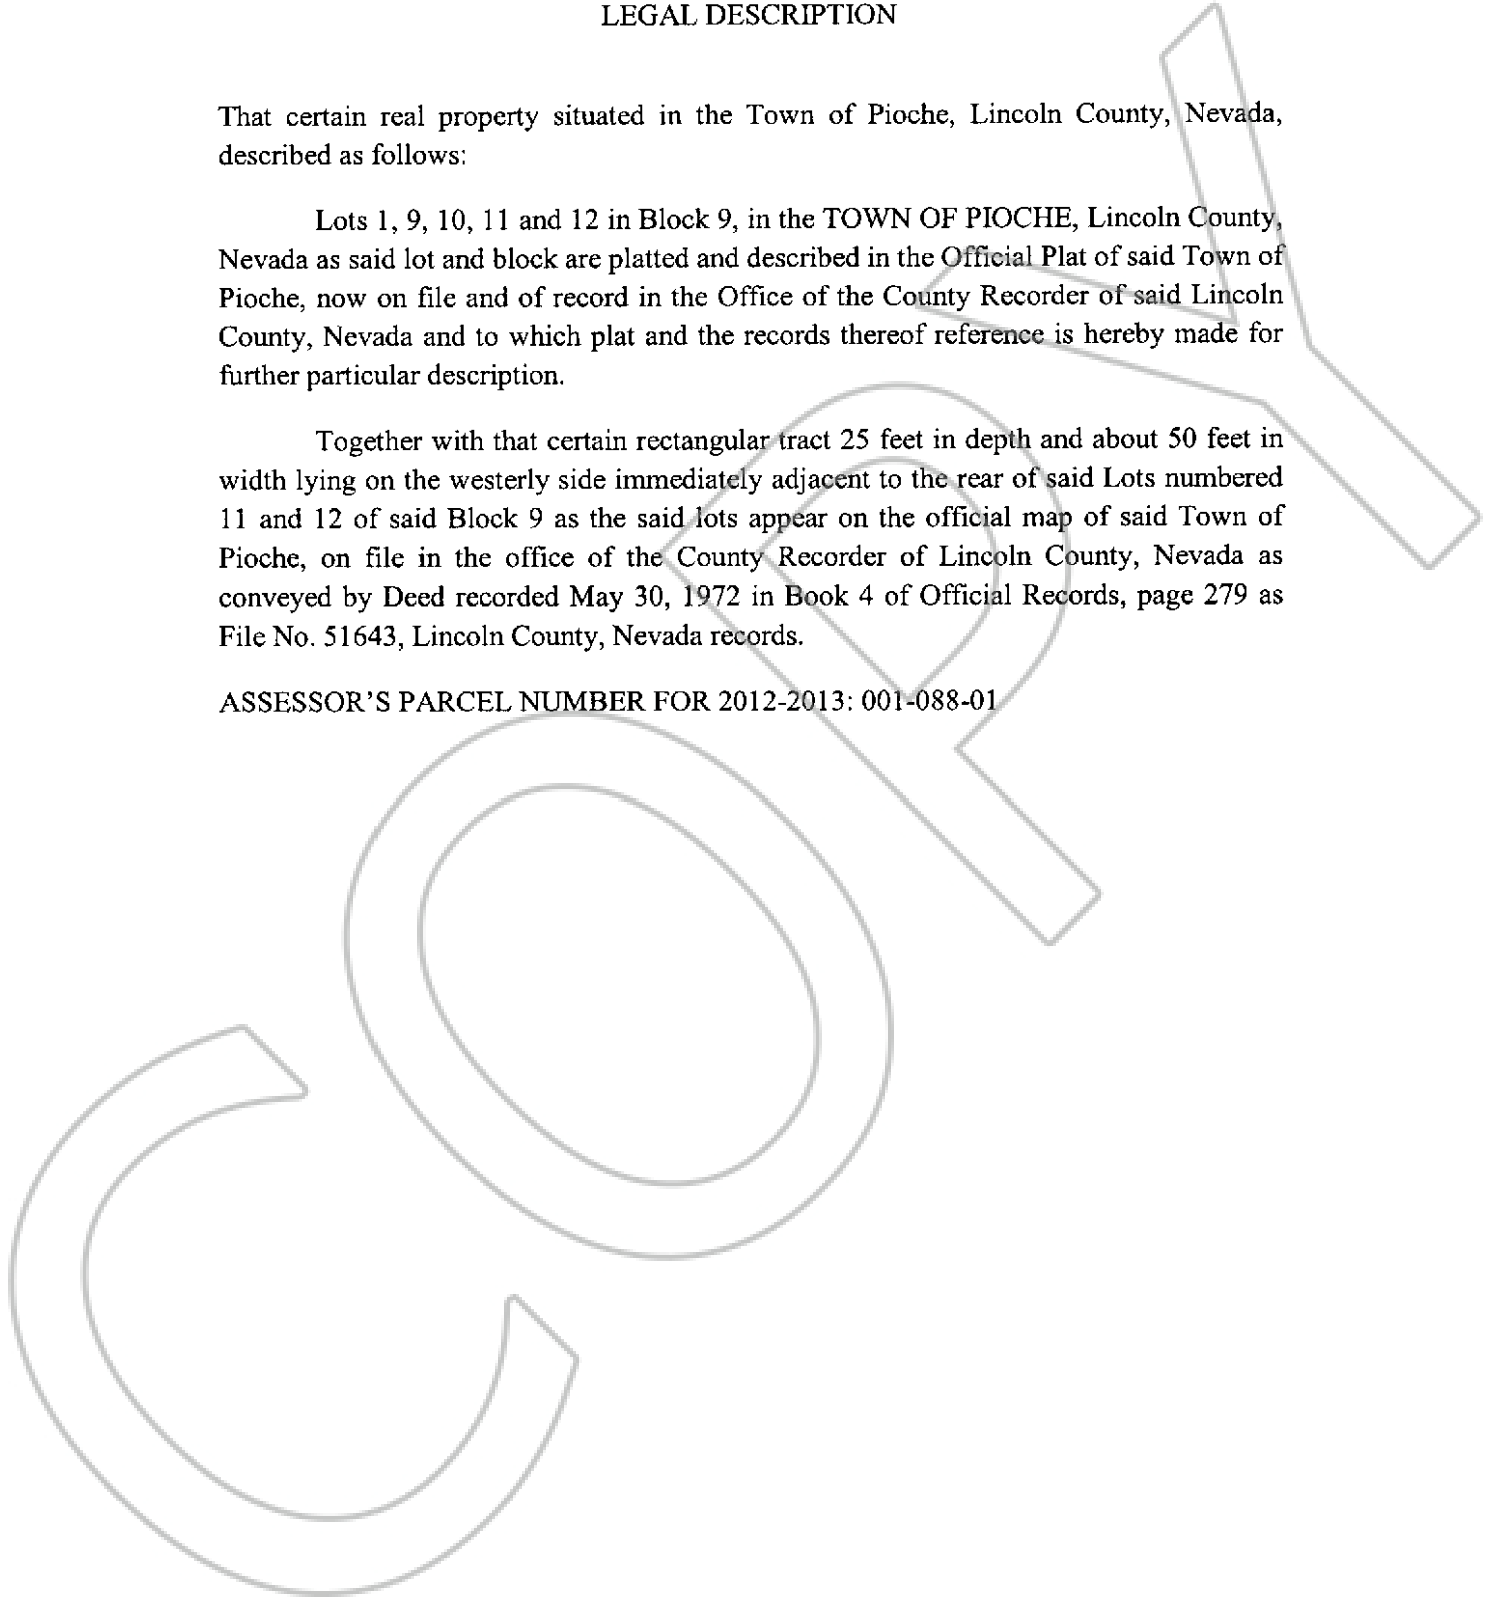 LEGAL DESCRIPTION
That certain real property situated in the Town of Pioche, Lincoln County, Nevada,
described as follows:
Lots 1, 9, 10, 11 and 12 in Block 9, in the TOWN OF PIOCHE, Lincoln County,
Nevada as said lot and block are platted and described in the Official Plat of said Town of
Pioche, now on file and of record in the Office of the County Recorder of said Lincoln
County, Nevada and to which plat and the records thereof reference is hereby made for
further particular description.
Together with that certain rectangular tract 25 feet in depth and about 50 feet in
width lying on the westerly side immediately adjacent to the rear of said Lots numbered
11 and 12 of said Block 9 as the said lots appear on the official map of said Town of
Pioche, on file in the office of the County Recorder of Lincoln County, Nevada as
conveyed by Deed recorded May 30, 1972 in Book 4 of Official Records, page 279 as
File No. 51643, Lincoln County, Nevada records.
ASSESSOR'S PARCEL NUMBER FOR 2012-2013: 001-088-01
COPY